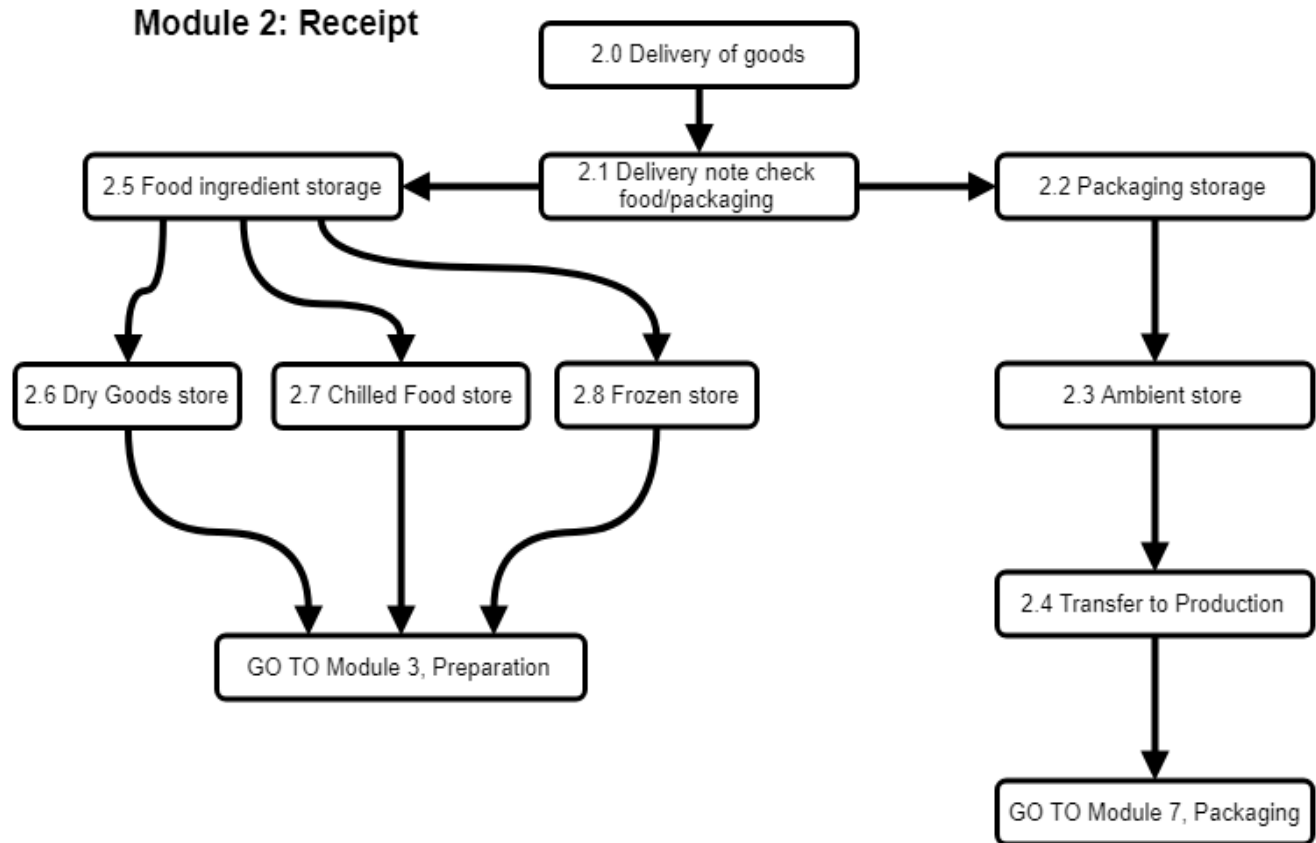 Module 2: Receipt
2.0 Delivery of goods
2.5 Food ingredient storage
2.1 Delivery note check
food/packaging
2.2 Packaging storage
2.6 Dry Goods store
2.7 Chilled Food store
2.8 Frozen store
2.3 Ambient store
2.4 Transfer to Production
GO TO Module 3, Preparation
GO TO Module 7, Packaging